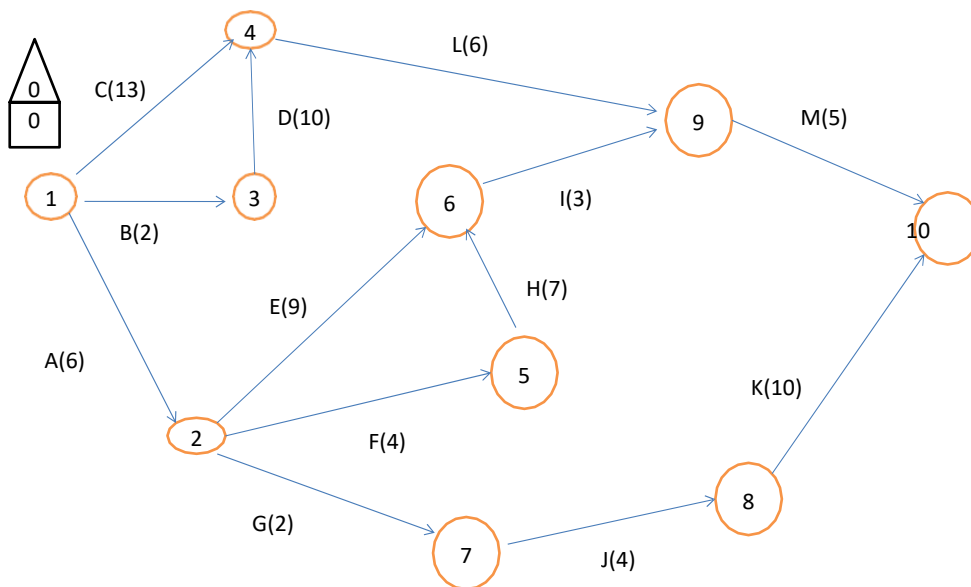 4
L(6)
0
C(13)
0
D(10)
9
M(5)
1
3
6
I(3)
B(2)
10
E(9)
H(7)
A(6)
5
K(10)
2
F(4)
8
G(2)
7
J(4)